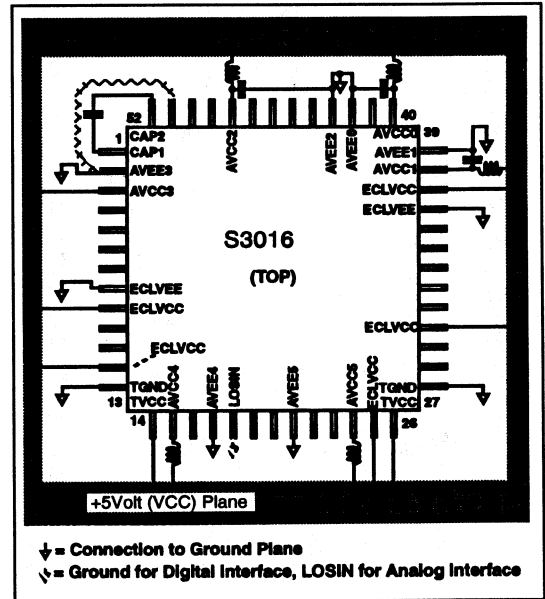 52
40
1
CAP2
CAP1
AVEE3
AVCC3
AVCC2
AVEE2
AVEE0
AVCC0
39
AVEE1
AVCC1
ECLVCC
ECLVEE
S3016
(TOP)
ECLVEE
ECLVCC
ECLVCC
ECLVCC
TGND
13
TVCC
AVCC4
AVEE4
LOSIN
AVEE5
AVCC5
ECLVCC
TGND
TVCC
27
14
26
+5Volt (VCC) Plane
= Connection to Ground Plane
= Ground for Digital Interface, LOSIN for Analog Interface